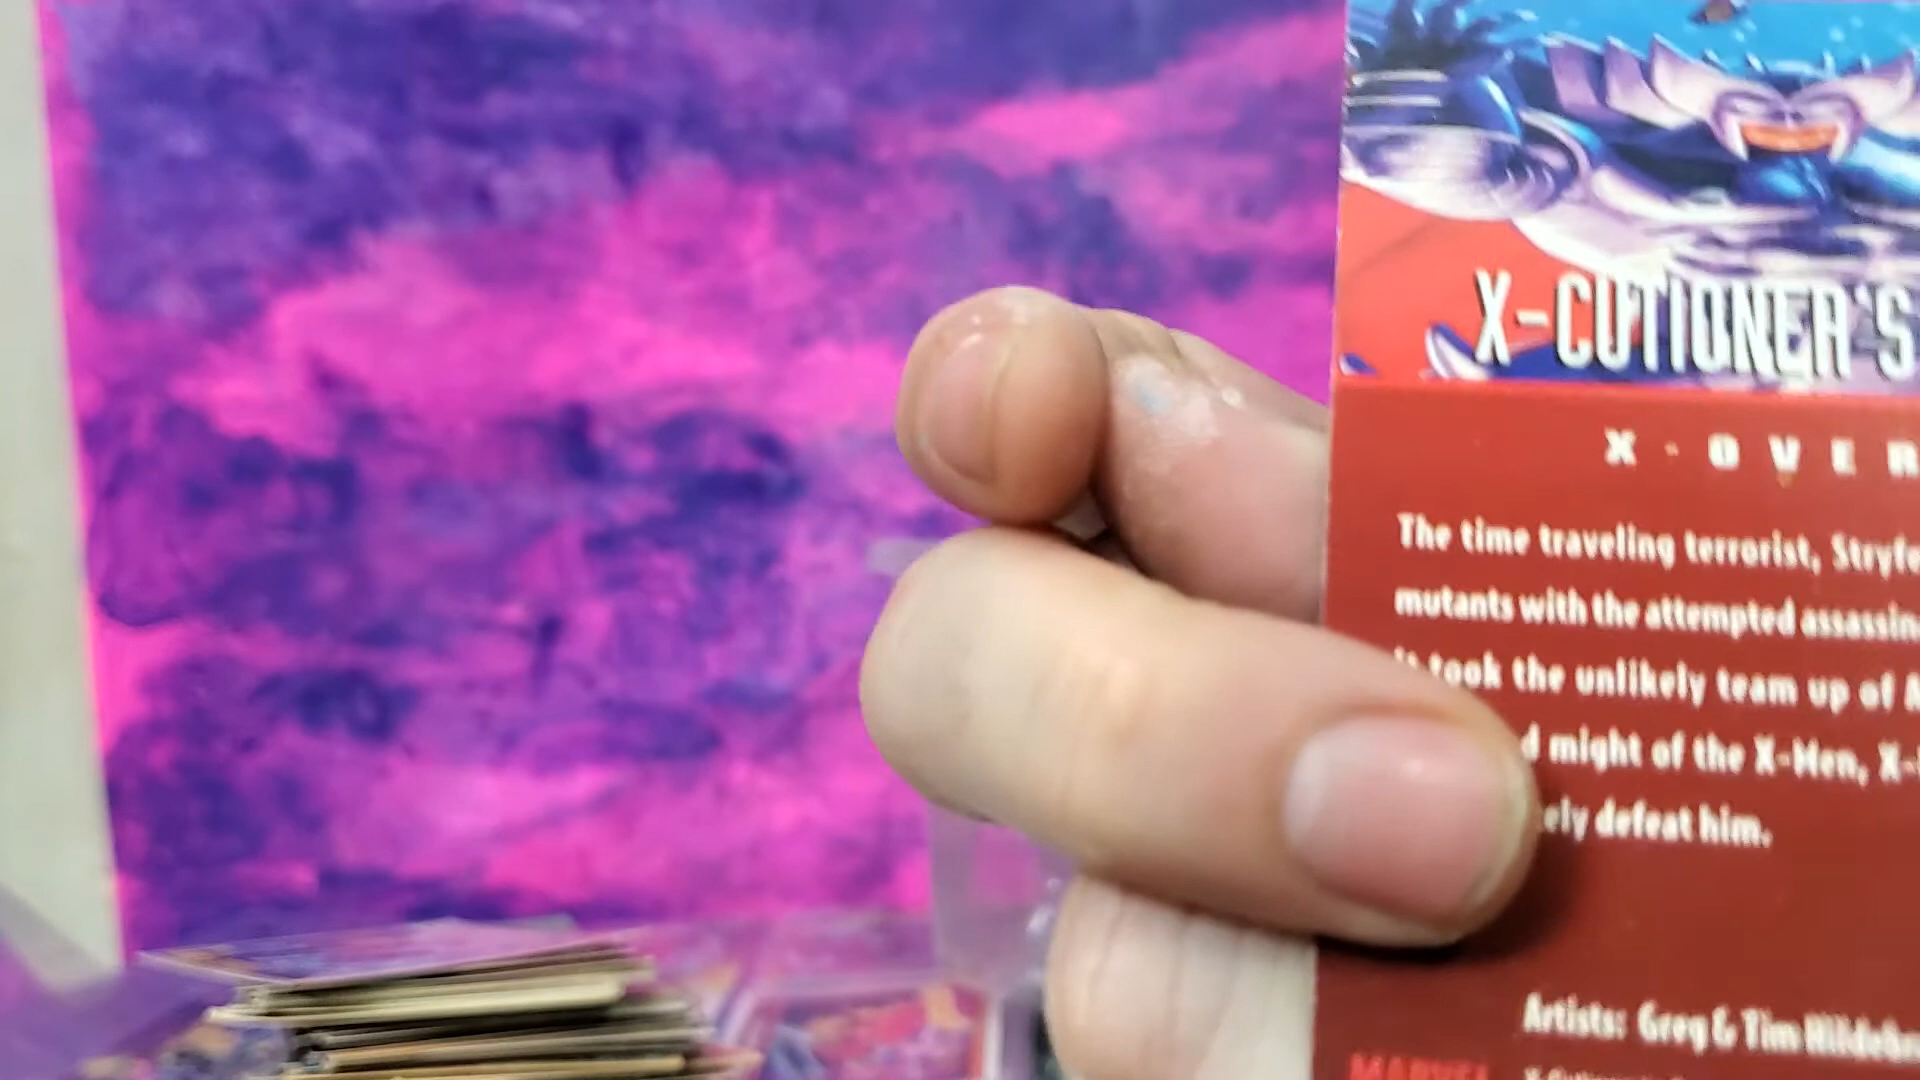 X-CUTIONER'S
X-OVER
The time traveling terrorist, Stryfe
mutants with the attempted assassin
took the unlikely team up of
might of the X-Men, X-
defeat him.
Artists: Greg & Tim Hildebra
MARVEL